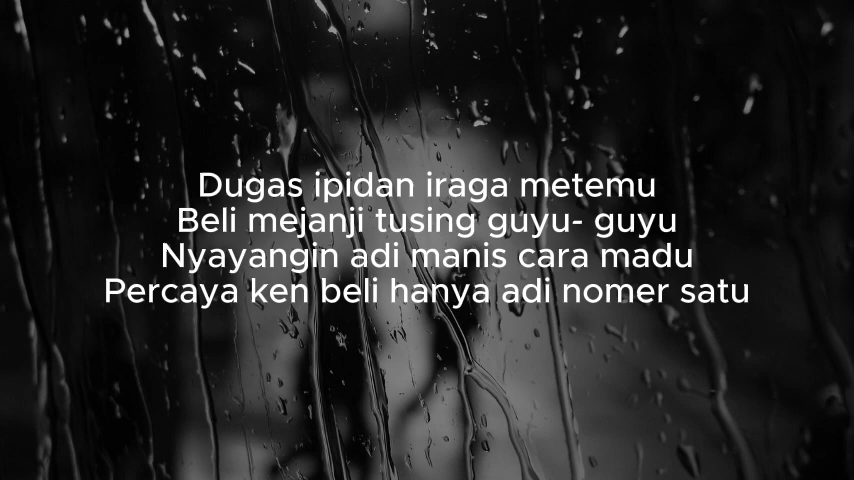 Dugas ipidan iraga metemu
Beli mejanji tusing guyu- guyu
Nyayangin adi manis cara madu
Percaya ken beli hanya adi nomer satu